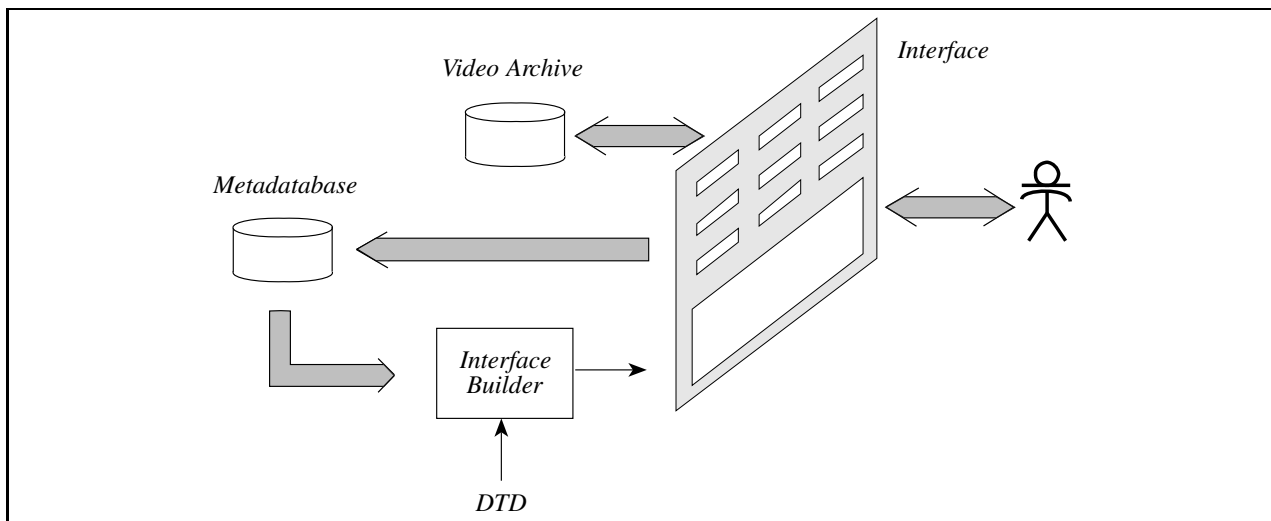 Video Archive
Interface
Metadatabase
Interface
Builder
DTD